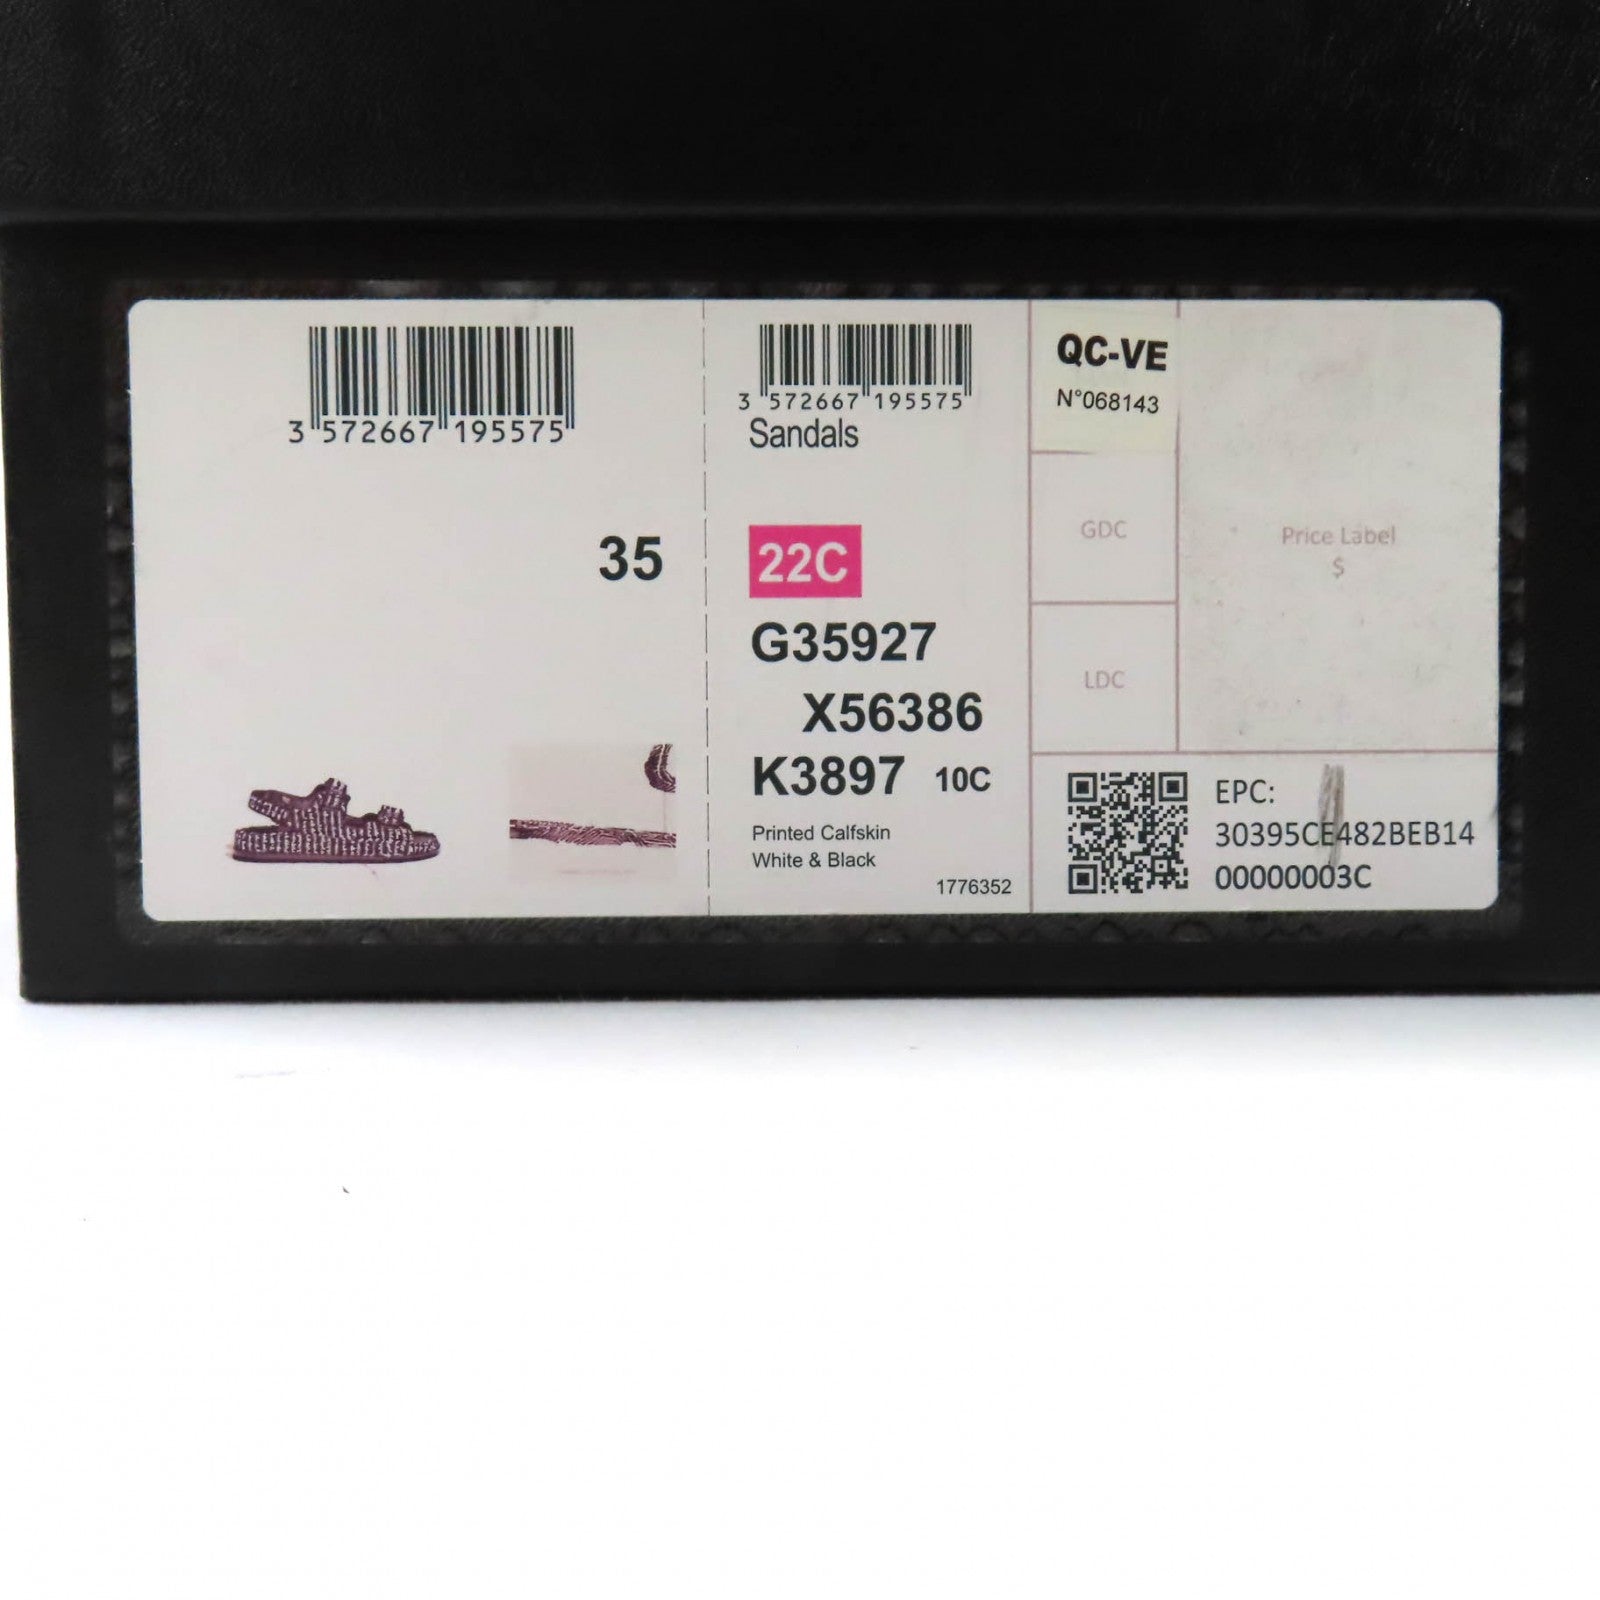 3 572667 195575
35
3 572667 195575
Sandals
22C
G35927
X56386
K3897 10C
Printed Calfskin
White & Black
1776352
QC-VE
N°068143
GDC
LDC
Price Label
$
EPC:
30395CE482BEB14
00000003C